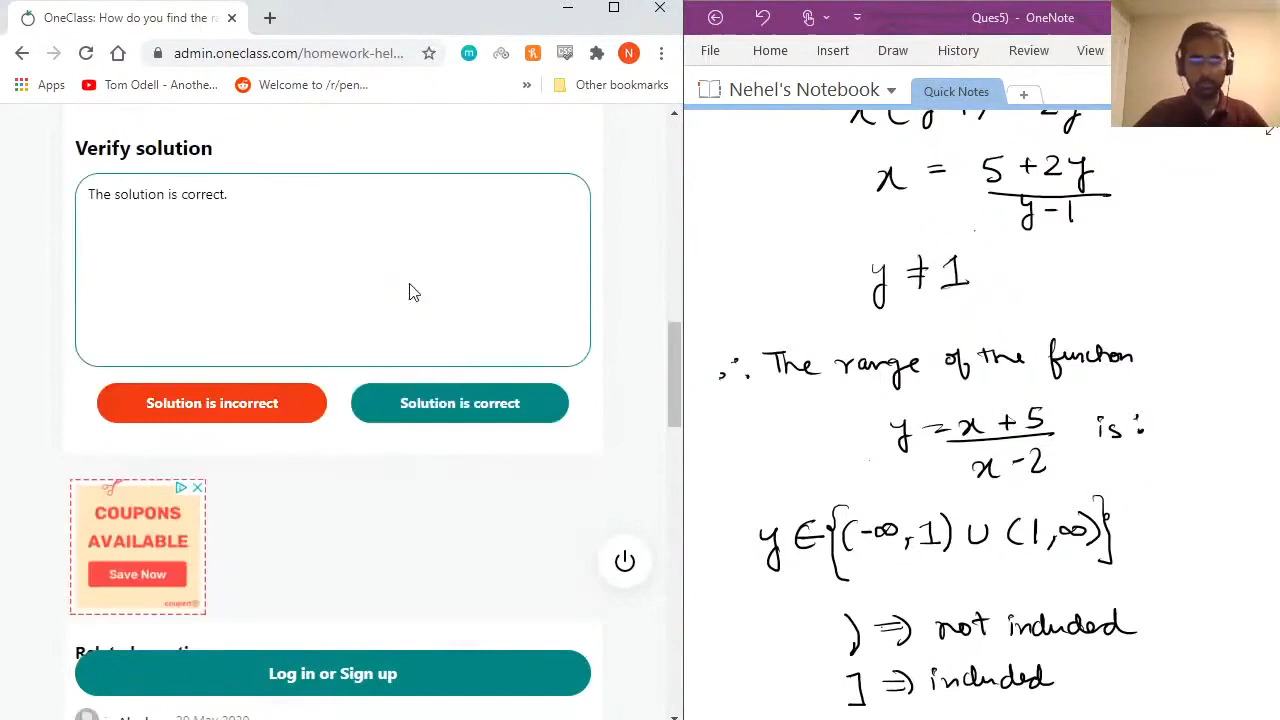 OneClass: How do you find the ra
admin.oneclass.com/homework-hel...
N
Apps
Tom Odell - Anothe...
Welcome to /r/pen...
»
Other bookmarks
Verify solution
The solution is correct.
Solution is incorrect
Solution is correct
COUPONS
AVAILABLE
Save Now
Log in or Sign up
Ques5) - OneNote
File
Home
Insert
Draw
History
Review
View
Nehel's Notebook
Quick Notes
x = 5 + 2y / y - 1
y ≠ 1
∴ The range of the function
y = x + 5 / x - 2 is :
y ∈ {(-∞, 1) ∪ (1, ∞)}
) ⇒ not included
] ⇒ included